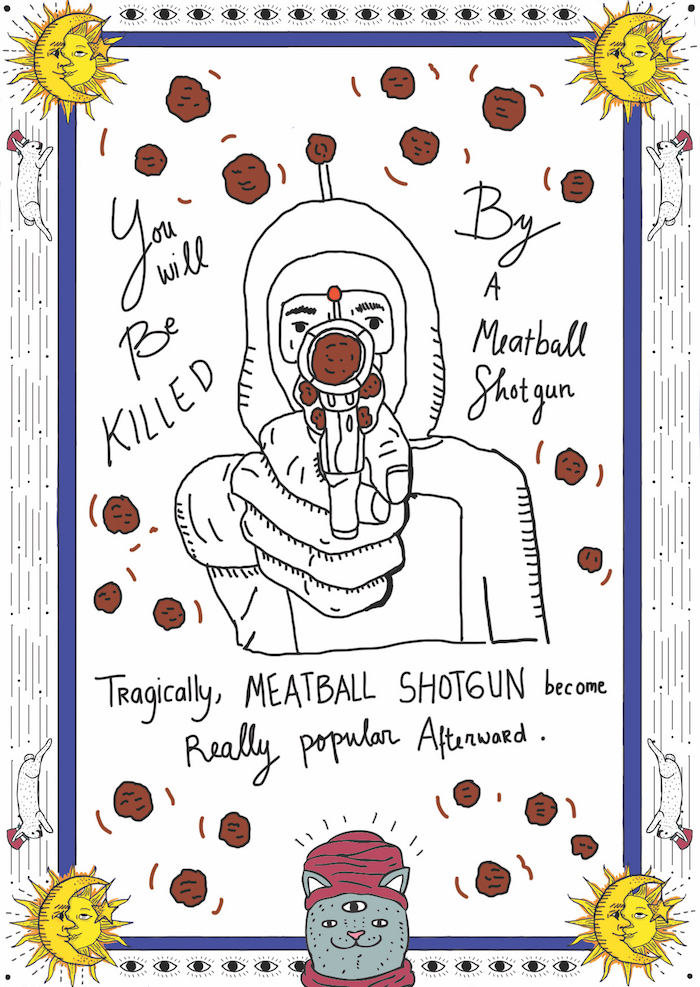 You
will
Be
KILLED
By
A
Meatball
Shotgun
Tragically, MEATBALL SHOTGUN become
Really popular Afterward.